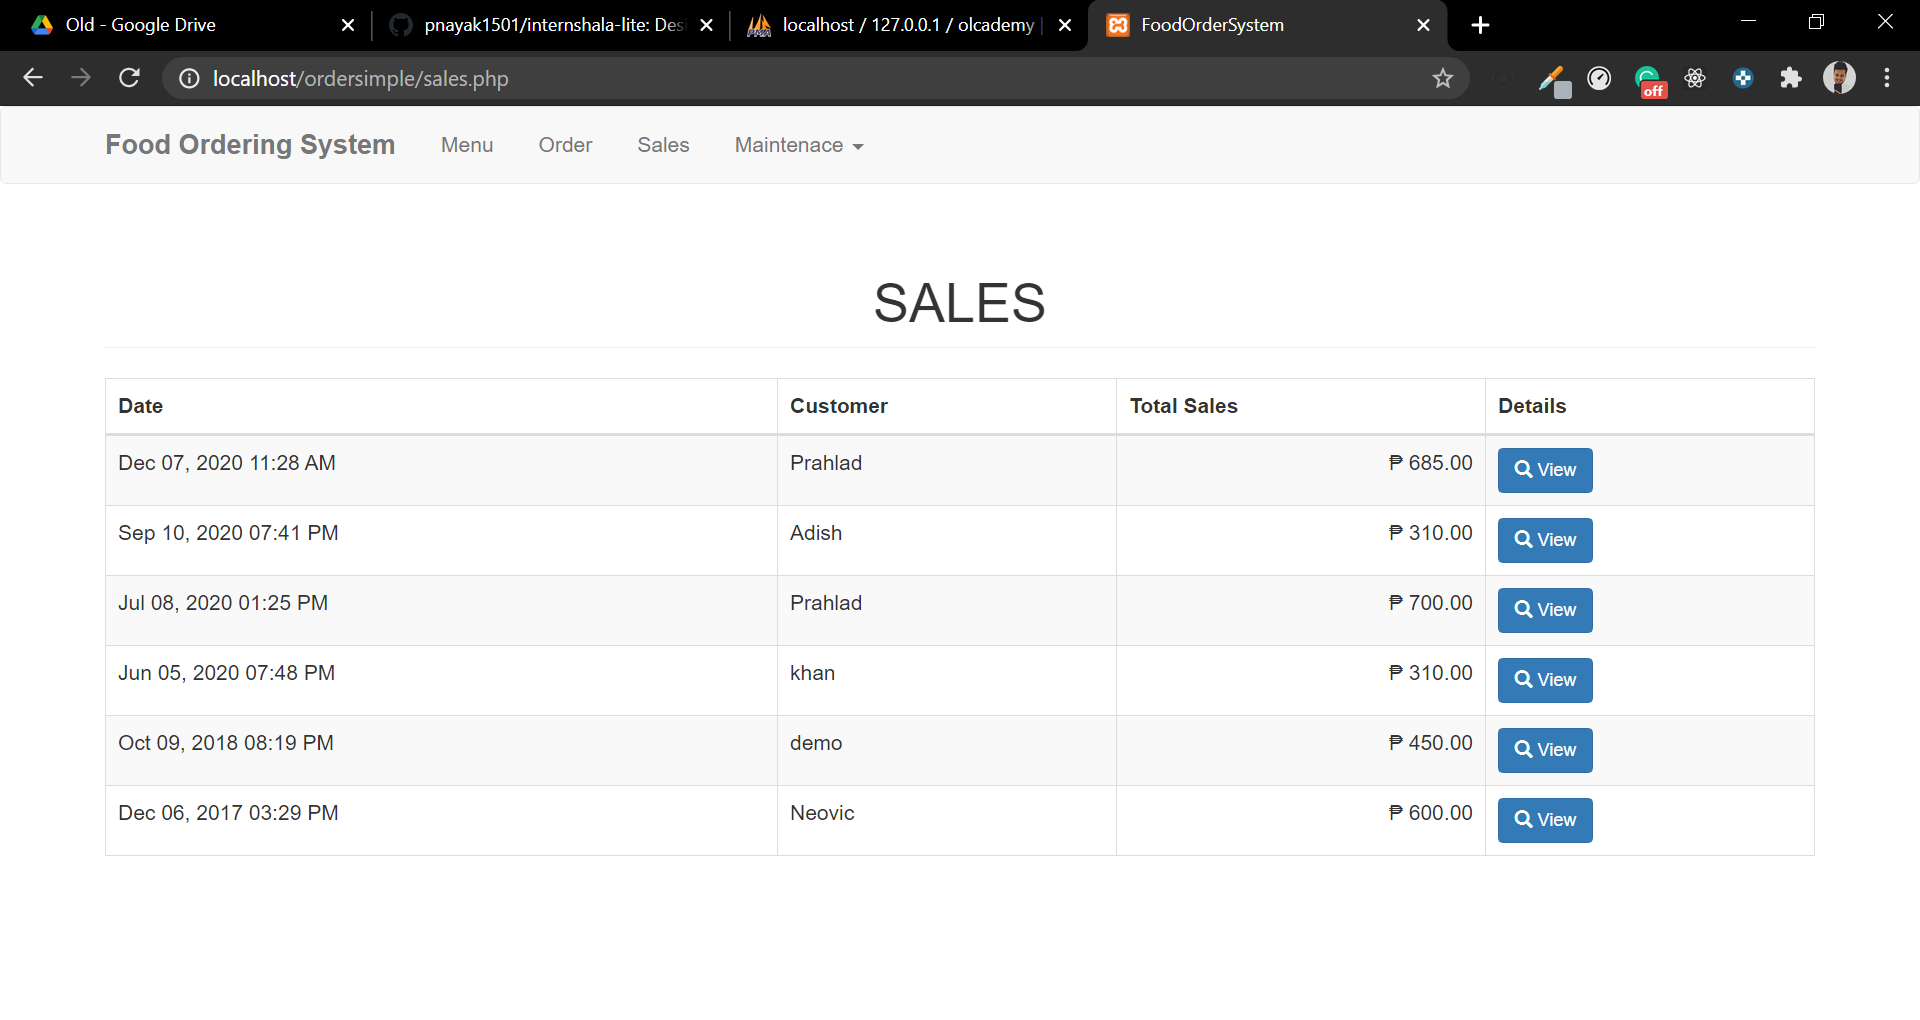 Old - Google Drive
pnayak1501/internshala-lite: Des
localhost / 127.0.0.1 / olcademy |
FoodOrderSystem
localhost/ordersimple/sales.php
off
Food Ordering System Menu Order Sales Maintenace
SALES
Date Customer Total Sales Details
Dec 07, 2020 11:28 AM Prahlad ₱ 685.00 View
Sep 10, 2020 07:41 PM Adish ₱ 310.00 View
Jul 08, 2020 01:25 PM Prahlad ₱ 700.00 View
Jun 05, 2020 07:48 PM khan ₱ 310.00 View
Oct 09, 2018 08:19 PM demo ₱ 450.00 View
Dec 06, 2017 03:29 PM Neovic ₱ 600.00 View